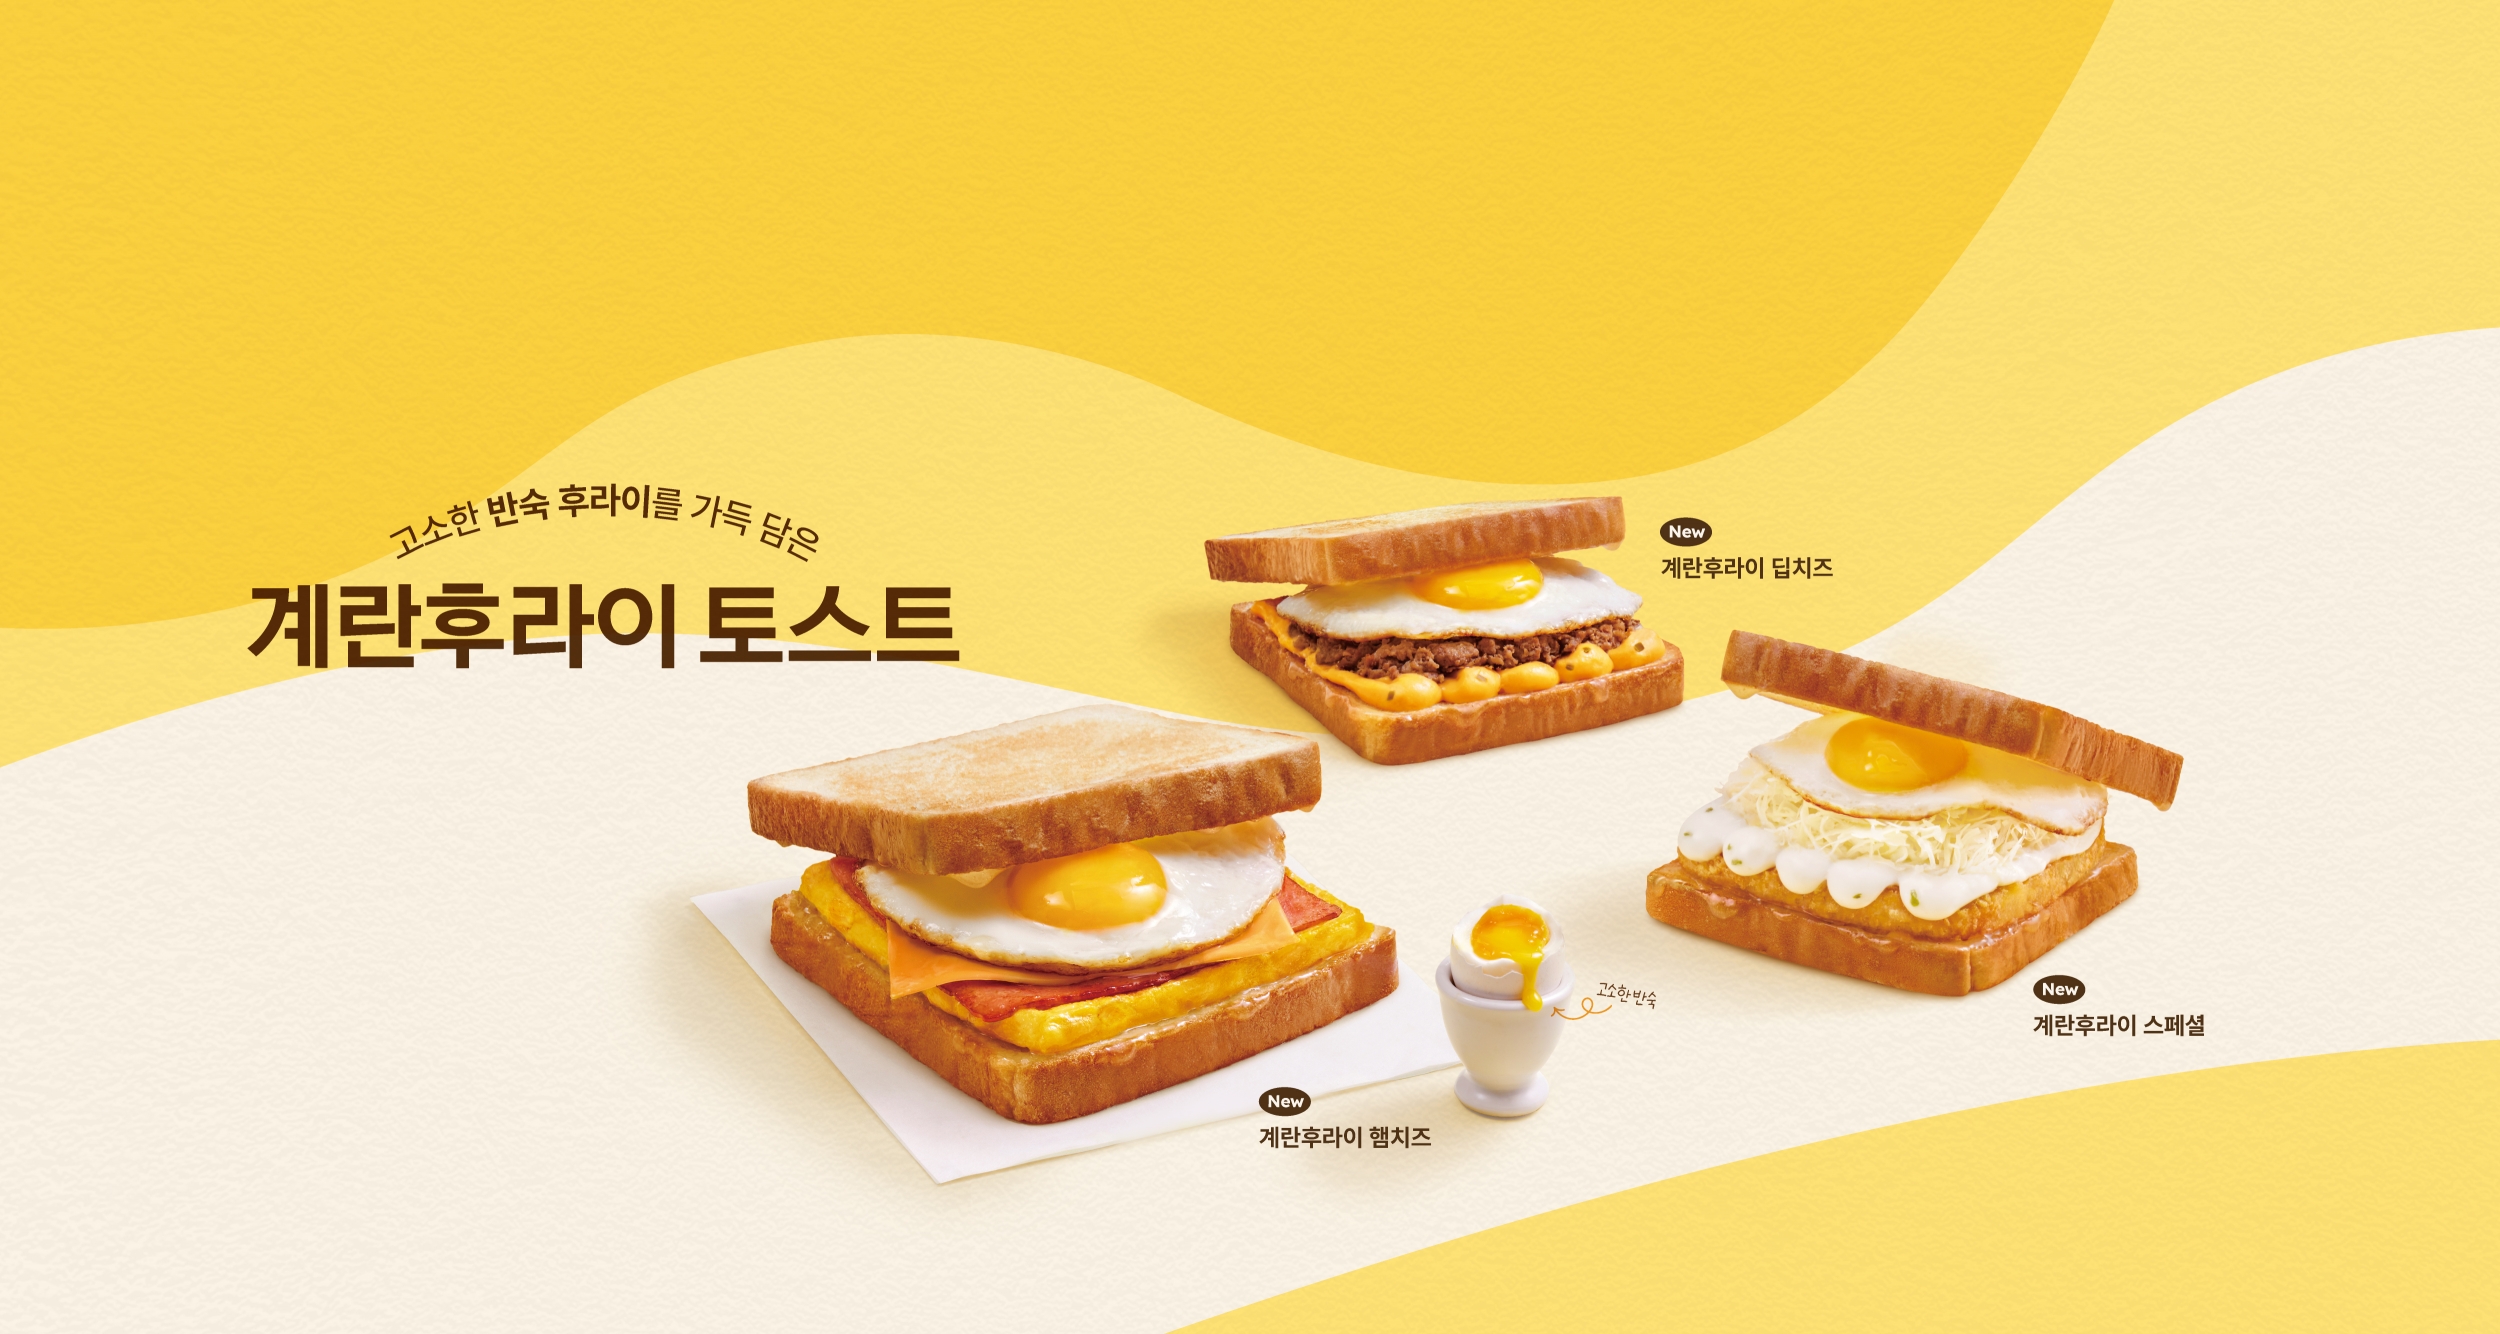 고소한 반숙 후라이를 가득 담은
계란후라이 토스트
New
계란후라이 딥치즈
New
계란후라이 스페셜
고소한 반숙
New
계란후라이 햄치즈